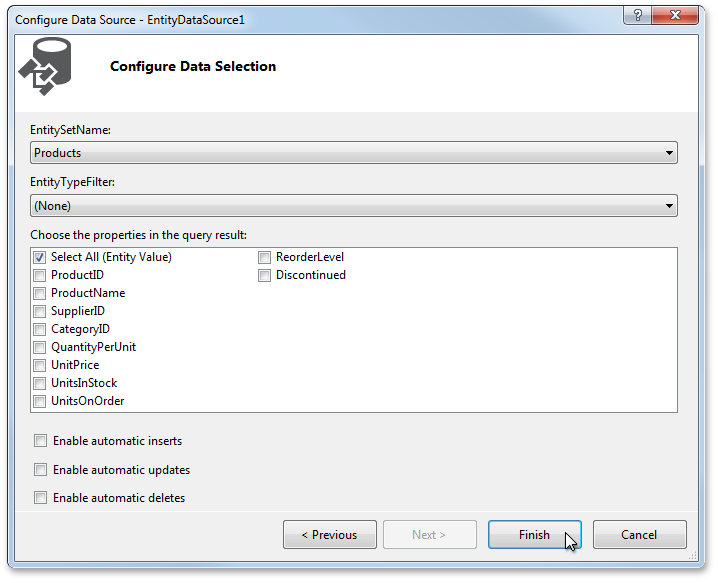 Configure Data Source - EntityDataSource1
?
Configure Data Selection
EntitySetName:
Products
EntityTypeFilter:
(None)
Choose the properties in the query result:
Select All (Entity Value)
ProductID
ProductName
SupplierID
CategoryID
QuantityPerUnit
UnitPrice
UnitsInStock
UnitsOnOrder
ReorderLevel
Discontinued
Enable automatic inserts
Enable automatic updates
Enable automatic deletes
< Previous
Next >
Finish
Cancel